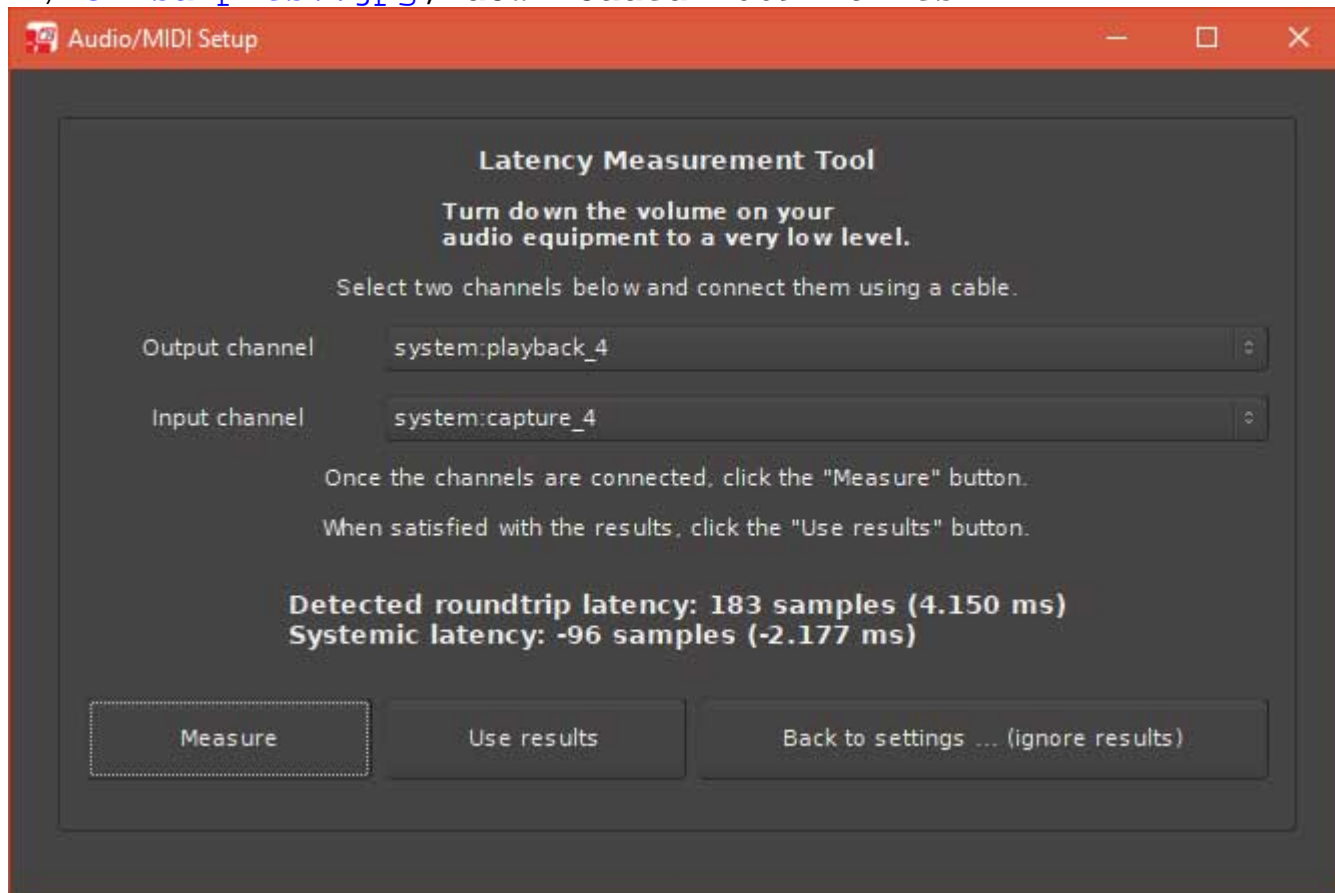 Audio/MIDI Setup
Latency Measurement Tool
Turn down the volume on your
audio equipment to a very low level.
Select two channels below and connect them using a cable.
Output channel system:playback_4
Input channel system:capture_4
Once the channels are connected, click the "Measure" button.
When satisfied with the results, click the "Use results" button.
Detected roundtrip latency: 183 samples (4.150 ms)
Systemic latency: -96 samples (-2.177 ms)
Measure Use results Back to settings ... (ignore results)